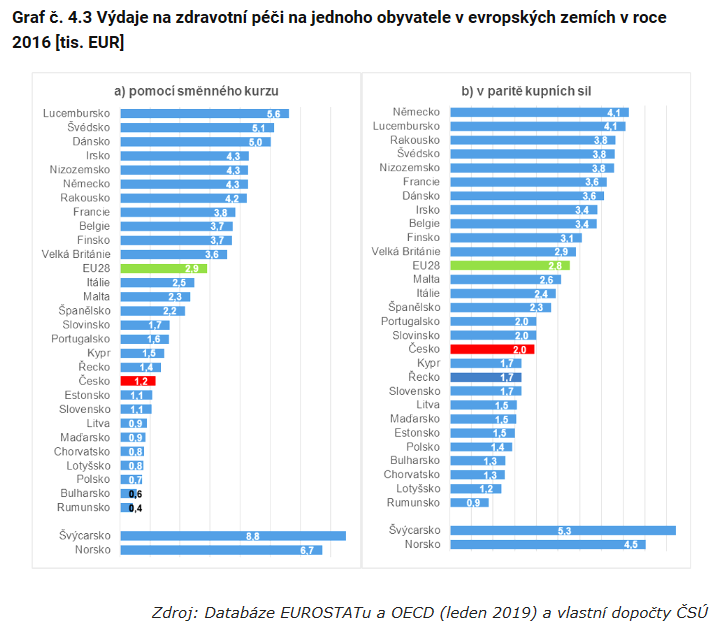 Graf č. 4.3 Výdaje na zdravotní péči na jednoho obyvatele v evropských zemích v roce
2016 [tis. EUR]
a) pomocí směnného kurzu
Lucembursko 5,6
Švédsko 5,1
Dánsko 5,0
Irsko 4,3
Nizozemsko 4,3
Německo 4,3
Rakousko 4,2
Francie 3,8
Belgie 3,7
Finsko 3,7
Velká Británie 3,6
EU28 2,9
Itálie 2,5
Malta 2,3
Španělsko 2,2
Slovinsko 1,7
Portugalsko 1,6
Kypr 1,5
Řecko 1,4
Česko 1,2
Estonsko 1,1
Slovensko 1,1
Litva 0,9
Maďarsko 0,9
Chorvatsko 0,8
Lotyšsko 0,8
Polsko 0,7
Bulharsko 0,6
Rumunsko 0,4
Švýcarsko 8,8
Norsko 6,7
b) v paritě kupních sil
Německo 4,1
Lucembursko 4,1
Rakousko 3,8
Švédsko 3,8
Nizozemsko 3,8
Francie 3,6
Dánsko 3,6
Irsko 3,4
Belgie 3,4
Finsko 3,1
Velká Británie 2,9
EU28 2,8
Malta 2,6
Itálie 2,4
Španělsko 2,3
Portugalsko 2,0
Slovinsko 2,0
Česko 2,0
Kypr 1,7
Řecko 1,7
Slovensko 1,7
Litva 1,5
Maďarsko 1,5
Estonsko 1,5
Polsko 1,4
Bulharsko 1,3
Chorvatsko 1,3
Lotyšsko 1,2
Rumunsko 0,9
Švýcarsko 5,3
Norsko 4,5
Zdroj: Databáze EUROSTATu a OECD (leden 2019) a vlastní dopočty ČSÚ